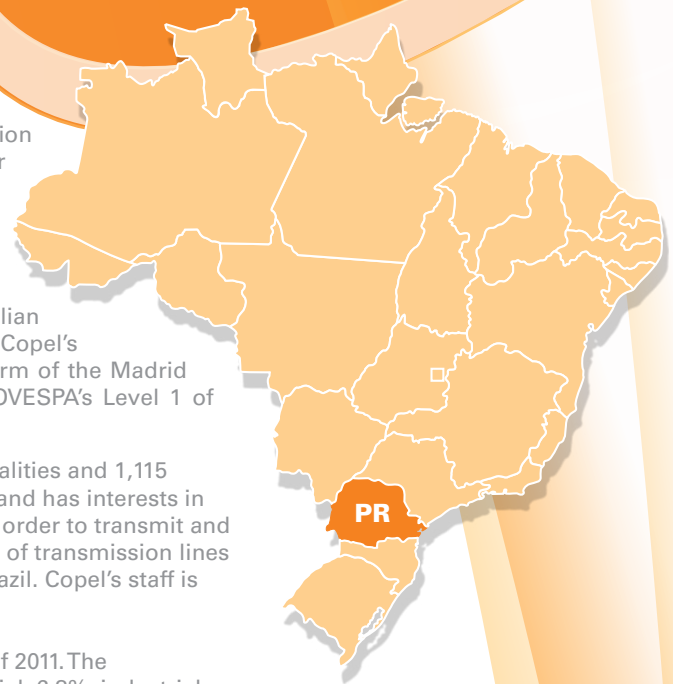 ion
r
lian
Copel's
rm of the Madrid
OVESPA's Level 1 of
alities and 1,115
and has interests in
order to transmit and
of transmission lines
azil. Copel's staff is
f 2011. The
PR